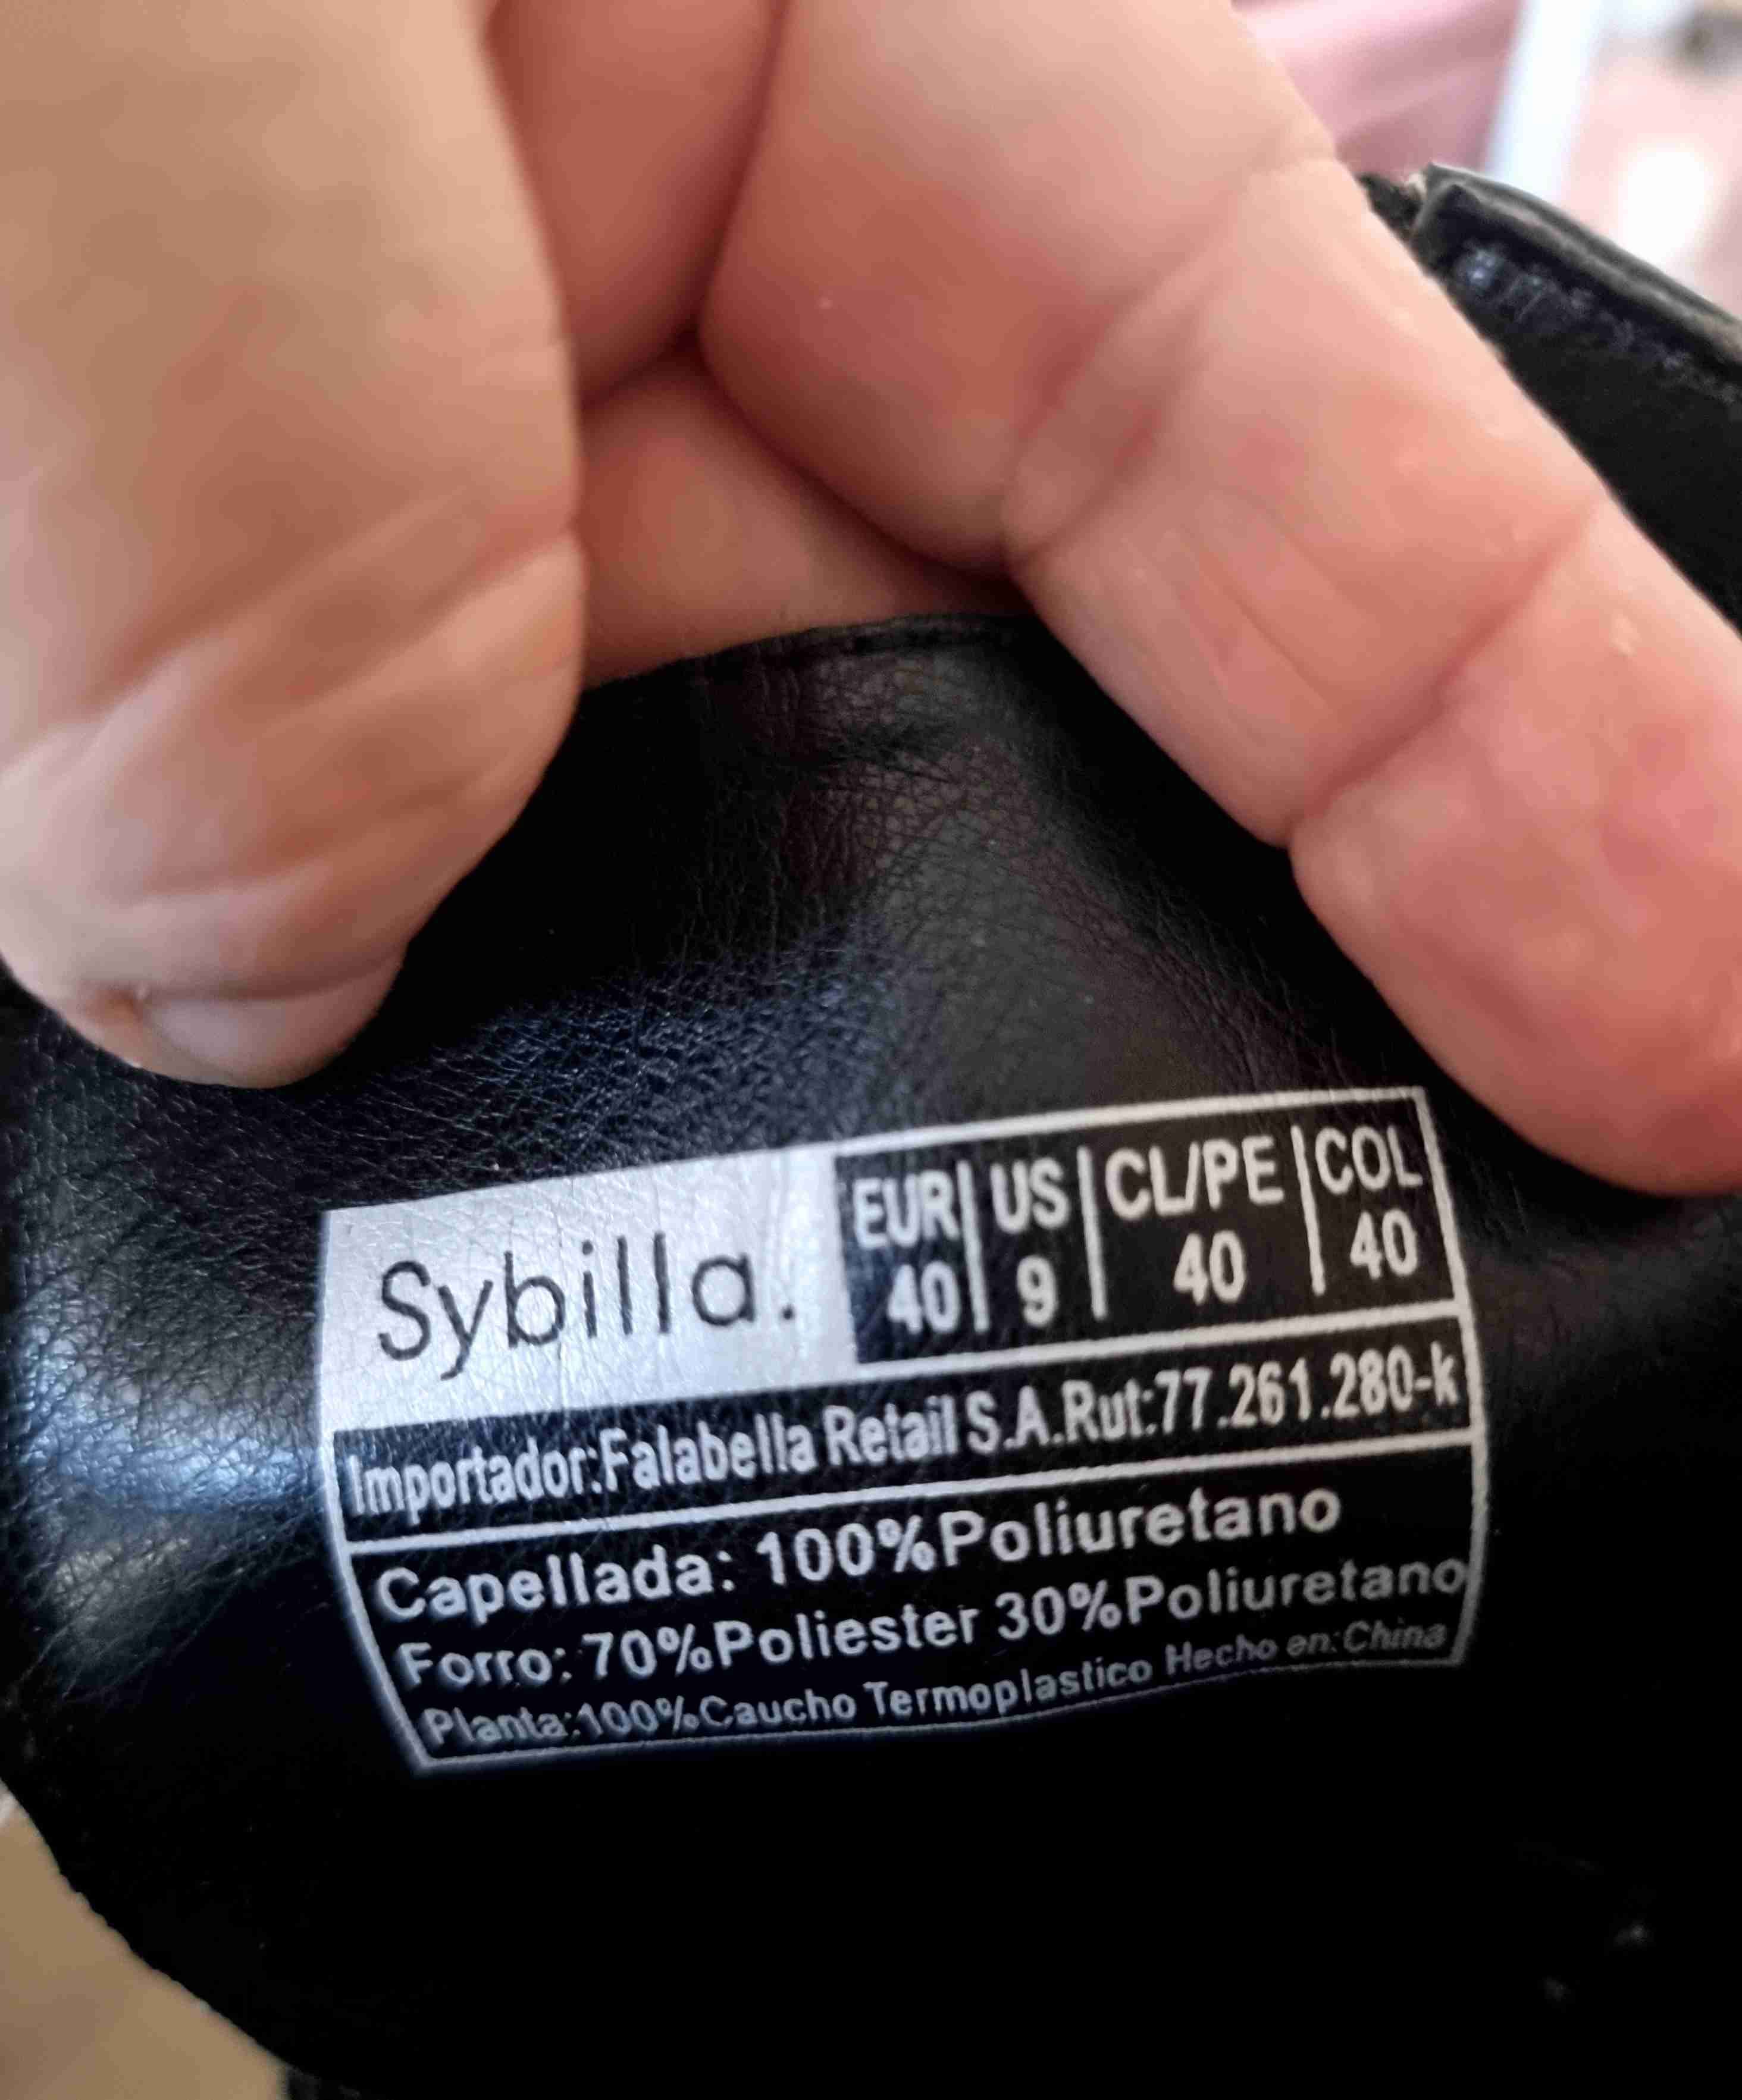 Sybilla.
EUR US CL/PE COL
40 9 40 40
Importador:Falabella Retail S.A.Rut:77.261.280-k
Capellada: 100%Poliuretano
Forro: 70%Poliester 30%Poliuretano
Planta:100%Caucho Termoplastico Hecho en:China